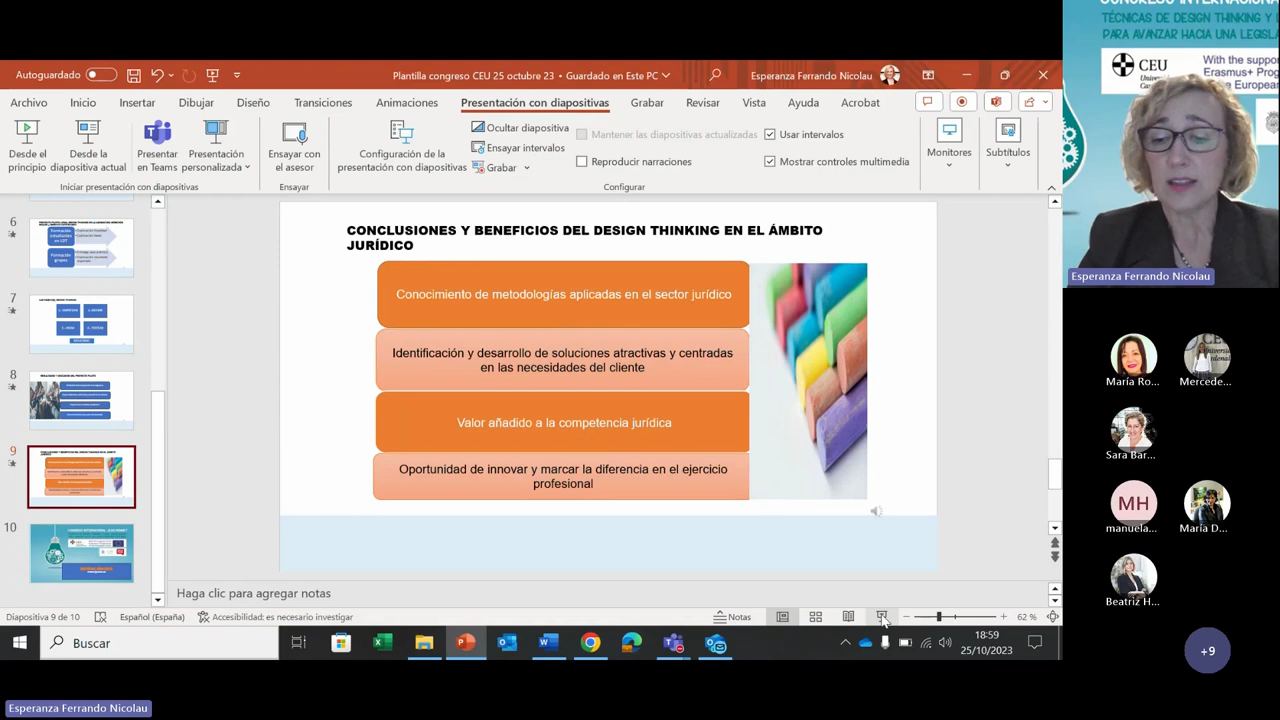 CONGRESO INTERNACIONAL
TÉCNICAS DE DESIGN THINKING Y
PARA AVANZAR HACIA UNA LEGISLA
CEU
With the suppor
Erasmus+ Prog
European
Autoguardado
Plantilla congreso CEU 25 octubre 23 • Guardado en Este PC
Esperanza Ferrando Nicolau
Archivo Inicio Insertar Dibujar Diseño Transiciones Animaciones Presentación con diapositivas Grabar Revisar Vista Ayuda Acrobat
Desde el principio
Desde la diapositiva actual
Presentar en Teams
Presentación personalizada
Iniciar presentación con diapositivas
Ensayar con el asesor
Ensayar
Configuración de la presentación con diapositivas
Ocultar diapositiva
Ensayar intervalos
Grabar
Mantener las diapositivas actualizadas
Reproducir narraciones
Usar intervalos
Mostrar controles multimedia
Configurar
Monitores
Subtítulos
6
7
8
9
10
CONCLUSIONES Y BENEFICIOS DEL DESIGN THINKING EN EL ÁMBITO
JURÍDICO
Conocimiento de metodologías aplicadas en el sector jurídico
Identificación y desarrollo de soluciones atractivas y centradas
en las necesidades del cliente
Valor añadido a la competencia jurídica
Oportunidad de innovar y marcar la diferencia en el ejercicio
profesional
Haga clic para agregar notas
Diapositiva 9 de 10 Español (España) Accesibilidad: es necesario investigar Notas 62 %
Buscar
18:59
25/10/2023
Esperanza Ferrando Nicolau
María Ro...
Mercede...
Sara Bar...
MH
manuela...
María D...
Beatriz H...
+9
Esperanza Ferrando Nicolau